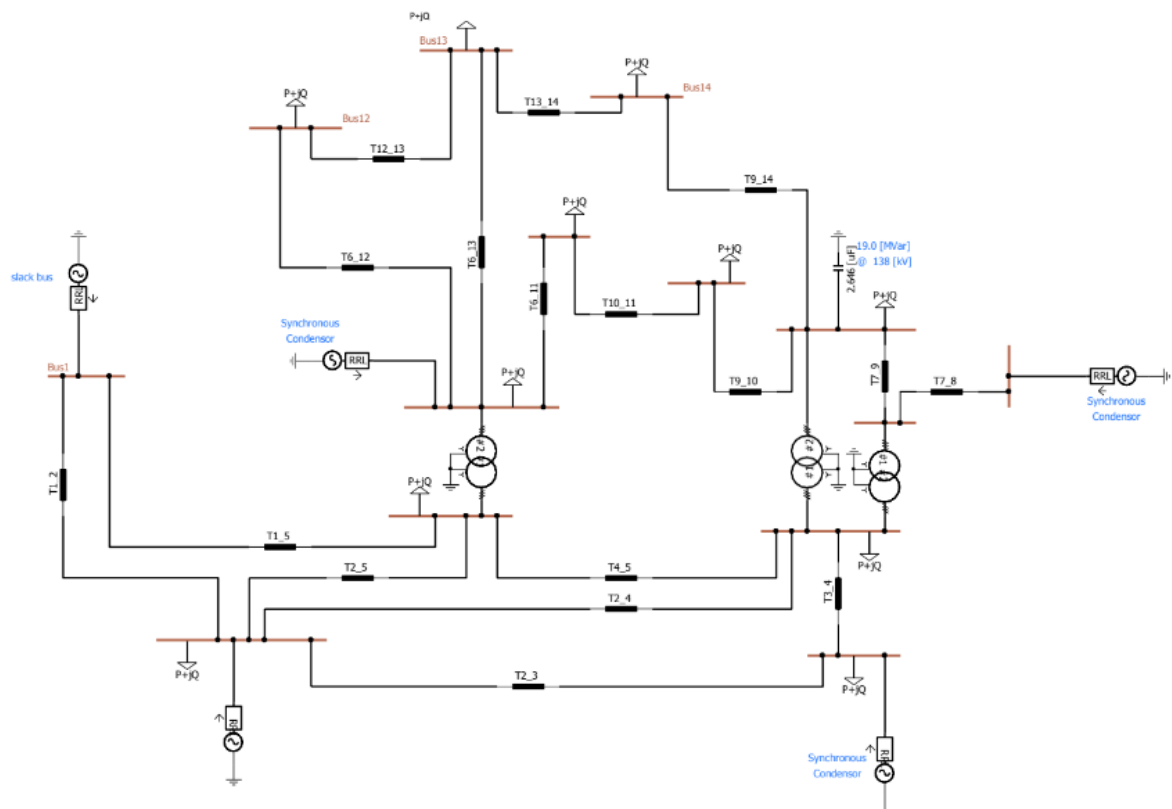 P+jQ
Bus13
P+jQ
Bus14
P+jQ
Bus12
T13_14
T12_13
T9_14
P+jQ
T6_13
T6_12
P+jQ
19.0 [MVar]
@ 138 [kV]
2.646 [uF]
slack bus
RRL
T6_11
T10_11
P+jQ
Synchronous
Condensor
RRL
Bus1
P+jQ
T9_10
T7_9
T7_8
RRL
Synchronous
Condensor
#2
#2
#1
#1
T1_2
P+jQ
T1_5
T2_5
T4_5
P+jQ
T2_4
T3_4
P+jQ
T2_3
P+jQ
Synchronous
Condensor